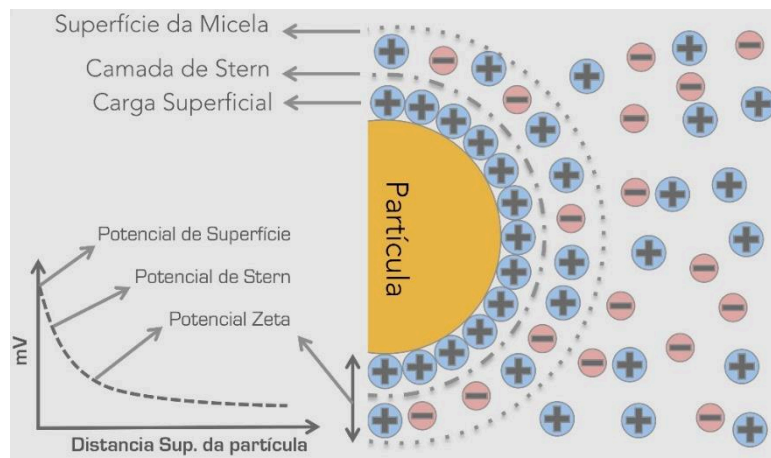 Superfície da Micela
Camada de Stern
Carga Superficial
Partícula
Potencial de Superfície
Potencial de Stern
Potencial Zeta
mV
Distancia Sup. da partícula